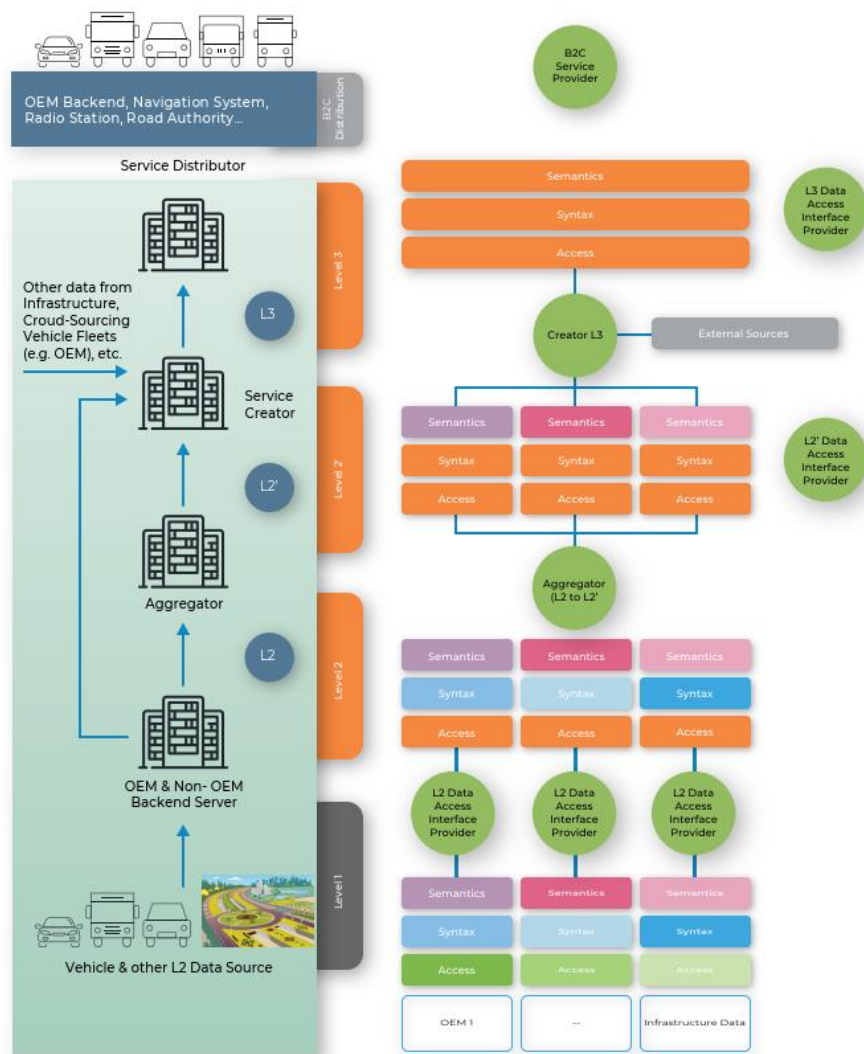 OEM Backend, Navigation System,
Radio Station, Road Authority...
B2C
Distribution
Service Distributor
Level 3
L3
Other data from
Infrastructure,
Croud-Sourcing
Vehicle Fleets
(e.g. OEM), etc.
Service
Creator
Level 2'
L2'
Aggregator
Level 2
L2
OEM & Non- OEM
Backend Server
Level 1
Vehicle & other L2 Data Source
B2C
Service
Provider
Semantics
Syntax
Access
L3 Data
Access
Interface
Provider
Creator L3
External Sources
Semantics Semantics Semantics
Syntax Syntax Syntax
Access Access Access
L2' Data
Access
Interface
Provider
Aggregator
(L2 to L2'
Semantics Semantics Semantics
Syntax Syntax Syntax
Access Access Access
L2 Data L2 Data L2 Data
Access Access Access
Interface Interface Interface
Provider Provider Provider
Semantics Semantics Semantics
Syntax Syntax Syntax
Access Access Access
OEM 1 -- Infrastructure Data